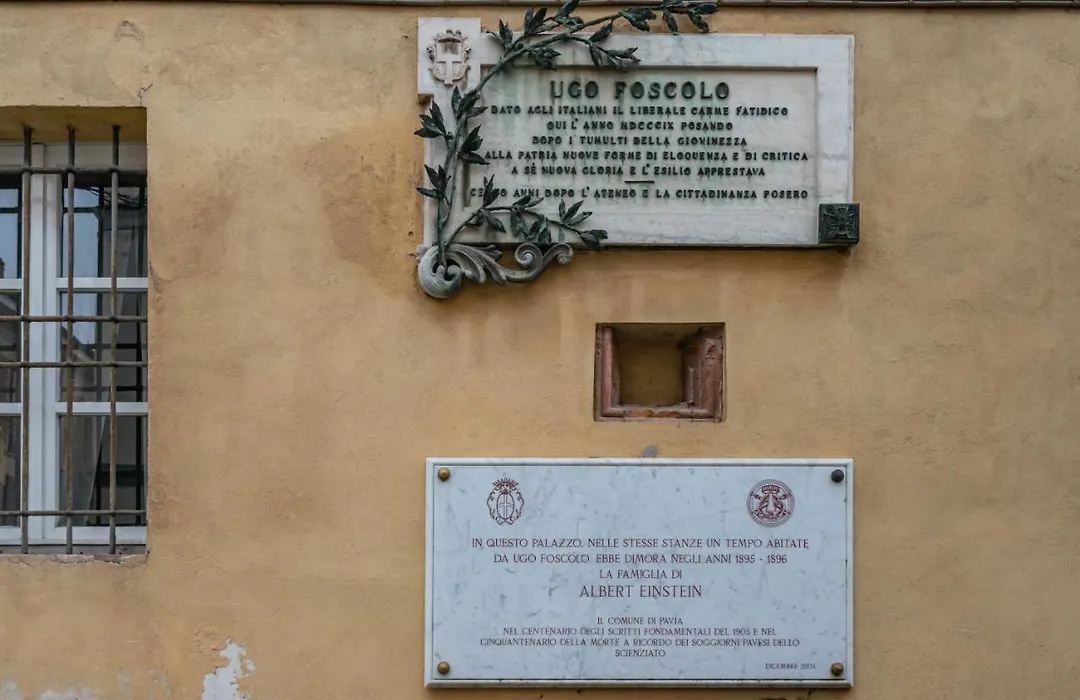 UGO FOSCOLO
DATO AGLI ITALIANI IL LIBERALE CARME FATIDICO
QUI L'ANNO MDCCCIX POSANDO
DOPO I TUMULTI DELLA GIOVINEZZA
ALLA PATRIA NUOVE FORME DI ELOQUENZA E DI CRITICA
A SÈ NUOVA GLORIA E L'ESILIO APPRESTAVA
CENTO ANNI DOPO L'ATENEO E LA CITTADINANZA POSERO
IN QUESTO PALAZZO, NELLE STESSE STANZE UN TEMPO ABITATE
DA UGO FOSCOLO, EBBE DIMORA NEGLI ANNI 1895 - 1896
LA FAMIGLIA DI
ALBERT EINSTEIN
IL COMUNE DI PAVIA
NEL CENTENARIO DEGLI SCRITTI FONDAMENTALI DEL 1905 E NEL
CINQUANTENARIO DELLA MORTE A RICORDO DEI SOGGIORNI PAVESI DELLO
SCIENZIATO
DICEMBRE 2005